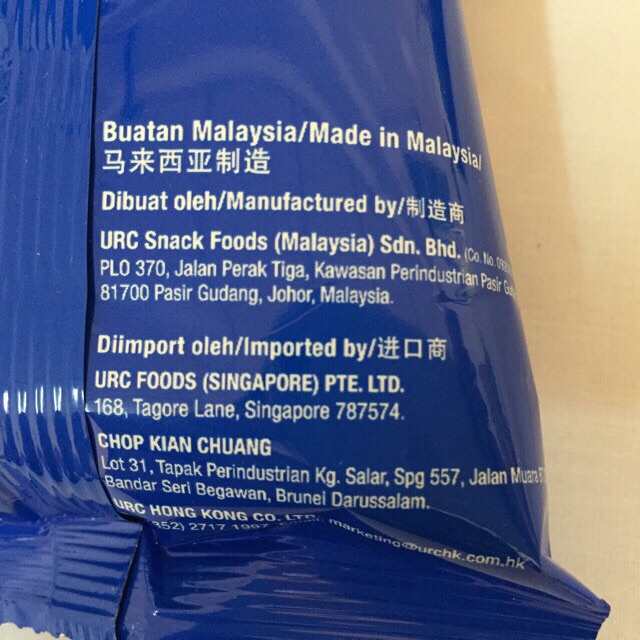 Buatan Malaysia/Made in Malaysia/
马来西亚制造
Dibuat oleh/Manufactured by/制造商
URC Snack Foods (Malaysia) Sdn. Bhd. (Co. No.
PLO 370, Jalan Perak Tiga, Kawasan Perindustrian Pasir
81700 Pasir Gudang, Johor, Malaysia.
Diimport oleh/Imported by/进口商
URC FOODS (SINGAPORE) PTE. LTD.
168, Tagore Lane, Singapore 787574.
CHOP KIAN CHUANG
Lot 31, Tapak Perindustrian Kg. Salar, Spg 557, Jalan Muara
Bandar Seri Begawan, Brunei Darussalam.
URC HONG KONG CO. LTD.
2717 marketing@urchk.com.hk